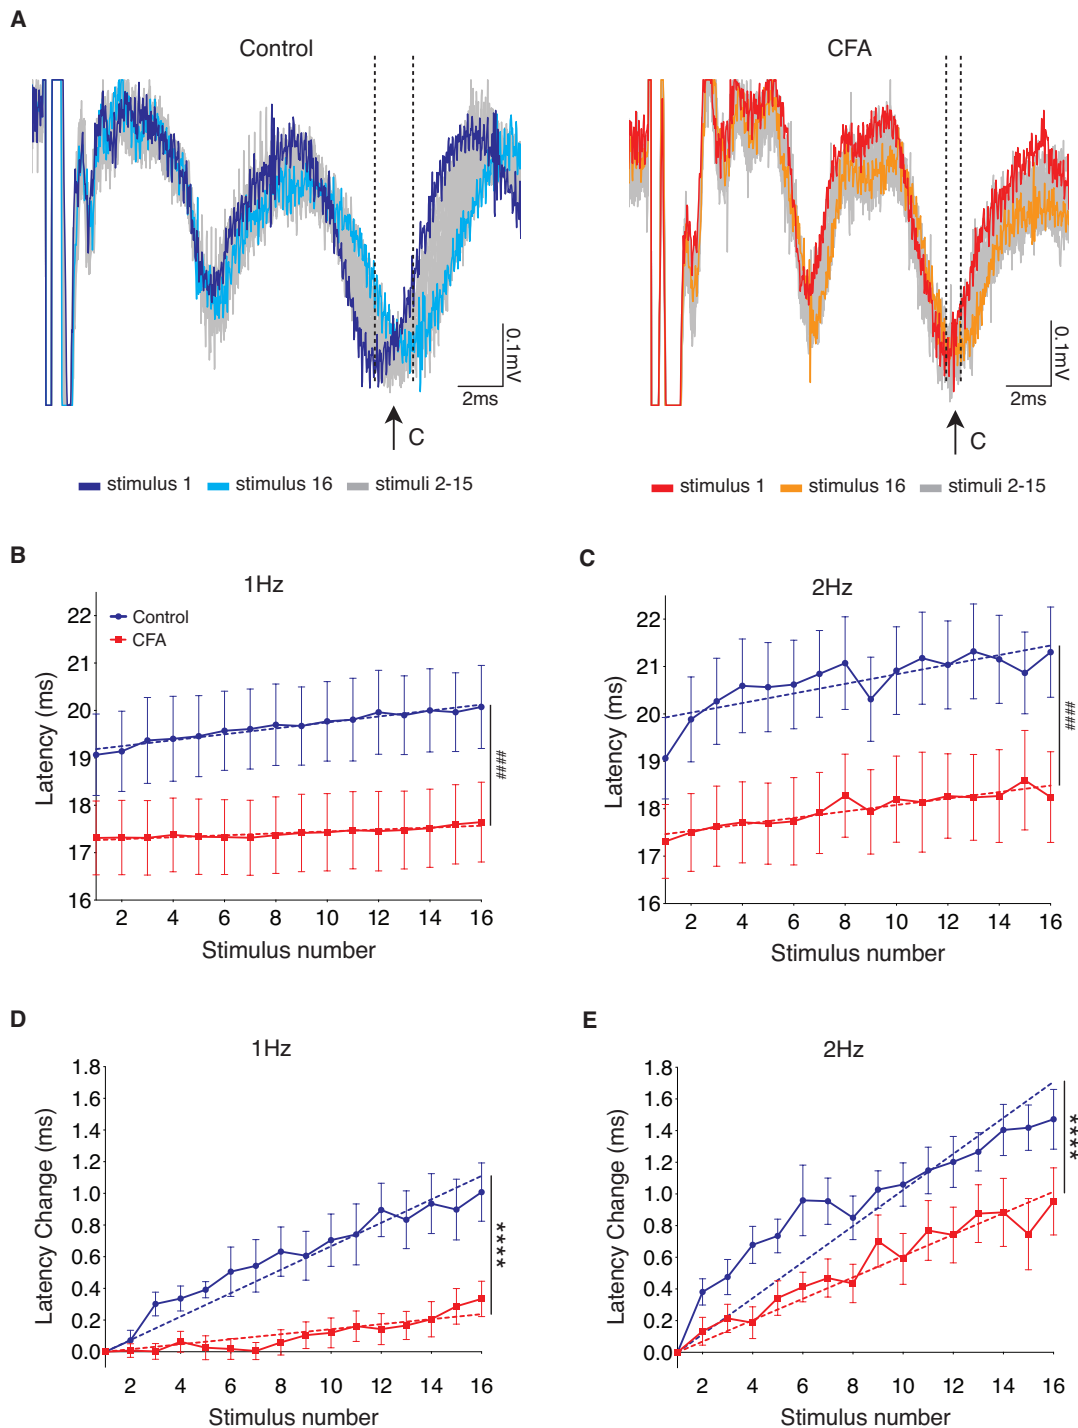 A
Control
CFA
0.1mV
2ms
C
0.1mV
2ms
C
stimulus 1 stimulus 16 stimuli 2-15
stimulus 1 stimulus 16 stimuli 2-15
B
1Hz
Control
CFA
Latency (ms)
22
21
20
19
18
17
16
2 4 6 8 10 12 14 16
Stimulus number
####
C
2Hz
Latency (ms)
22
21
20
19
18
17
16
2 4 6 8 10 12 14 16
Stimulus number
####
D
1Hz
Latency Change (ms)
1.8
1.6
1.4
1.2
1.0
0.8
0.6
0.4
0.2
0.0
2 4 6 8 10 12 14 16
Stimulus number
****
E
2Hz
Latency Change (ms)
1.8
1.6
1.4
1.2
1.0
0.8
0.6
0.4
0.2
0.0
2 4 6 8 10 12 14 16
Stimulus number
****